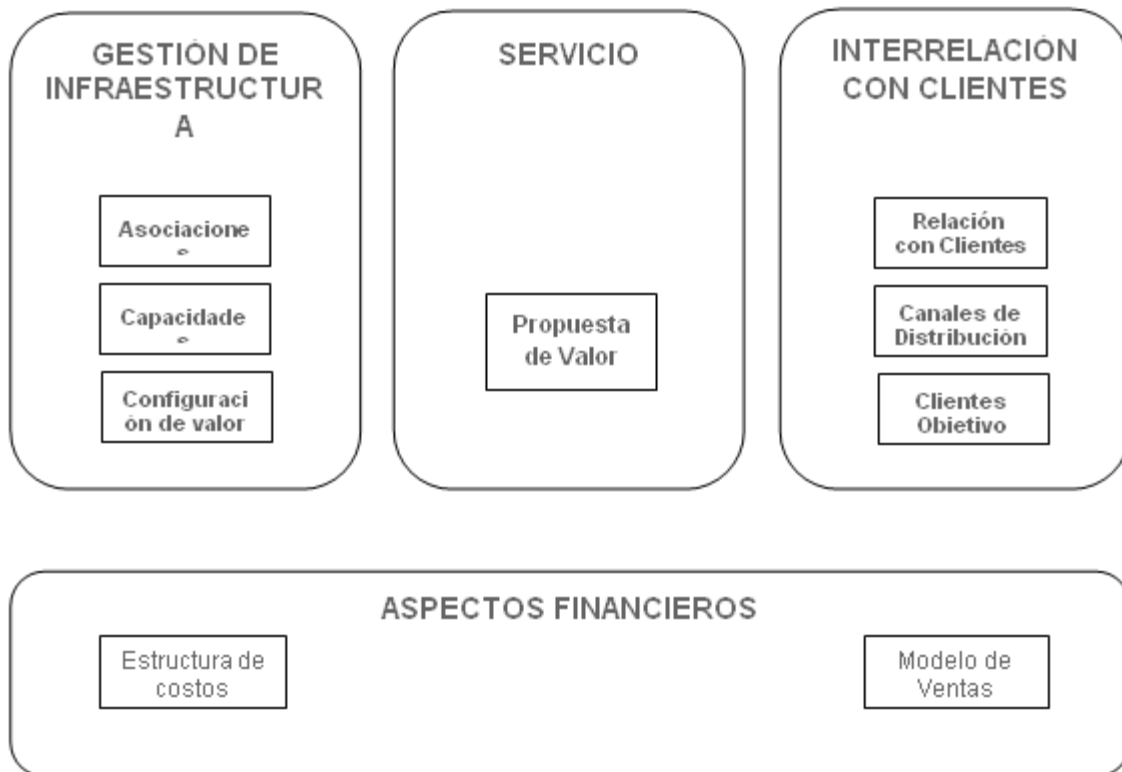 GESTIÓN DE
INFRAESTRUCTUR
A
Asociacione
s
Capacidade
s
Configuraci
ón de valor
SERVICIO
Propuesta
de Valor
INTERRELACIÓN
CON CLIENTES
Relación
con Clientes
Canales de
Distribución
Clientes
Objetivo
ASPECTOS FINANCIEROS
Estructura de
costos
Modelo de
Ventas